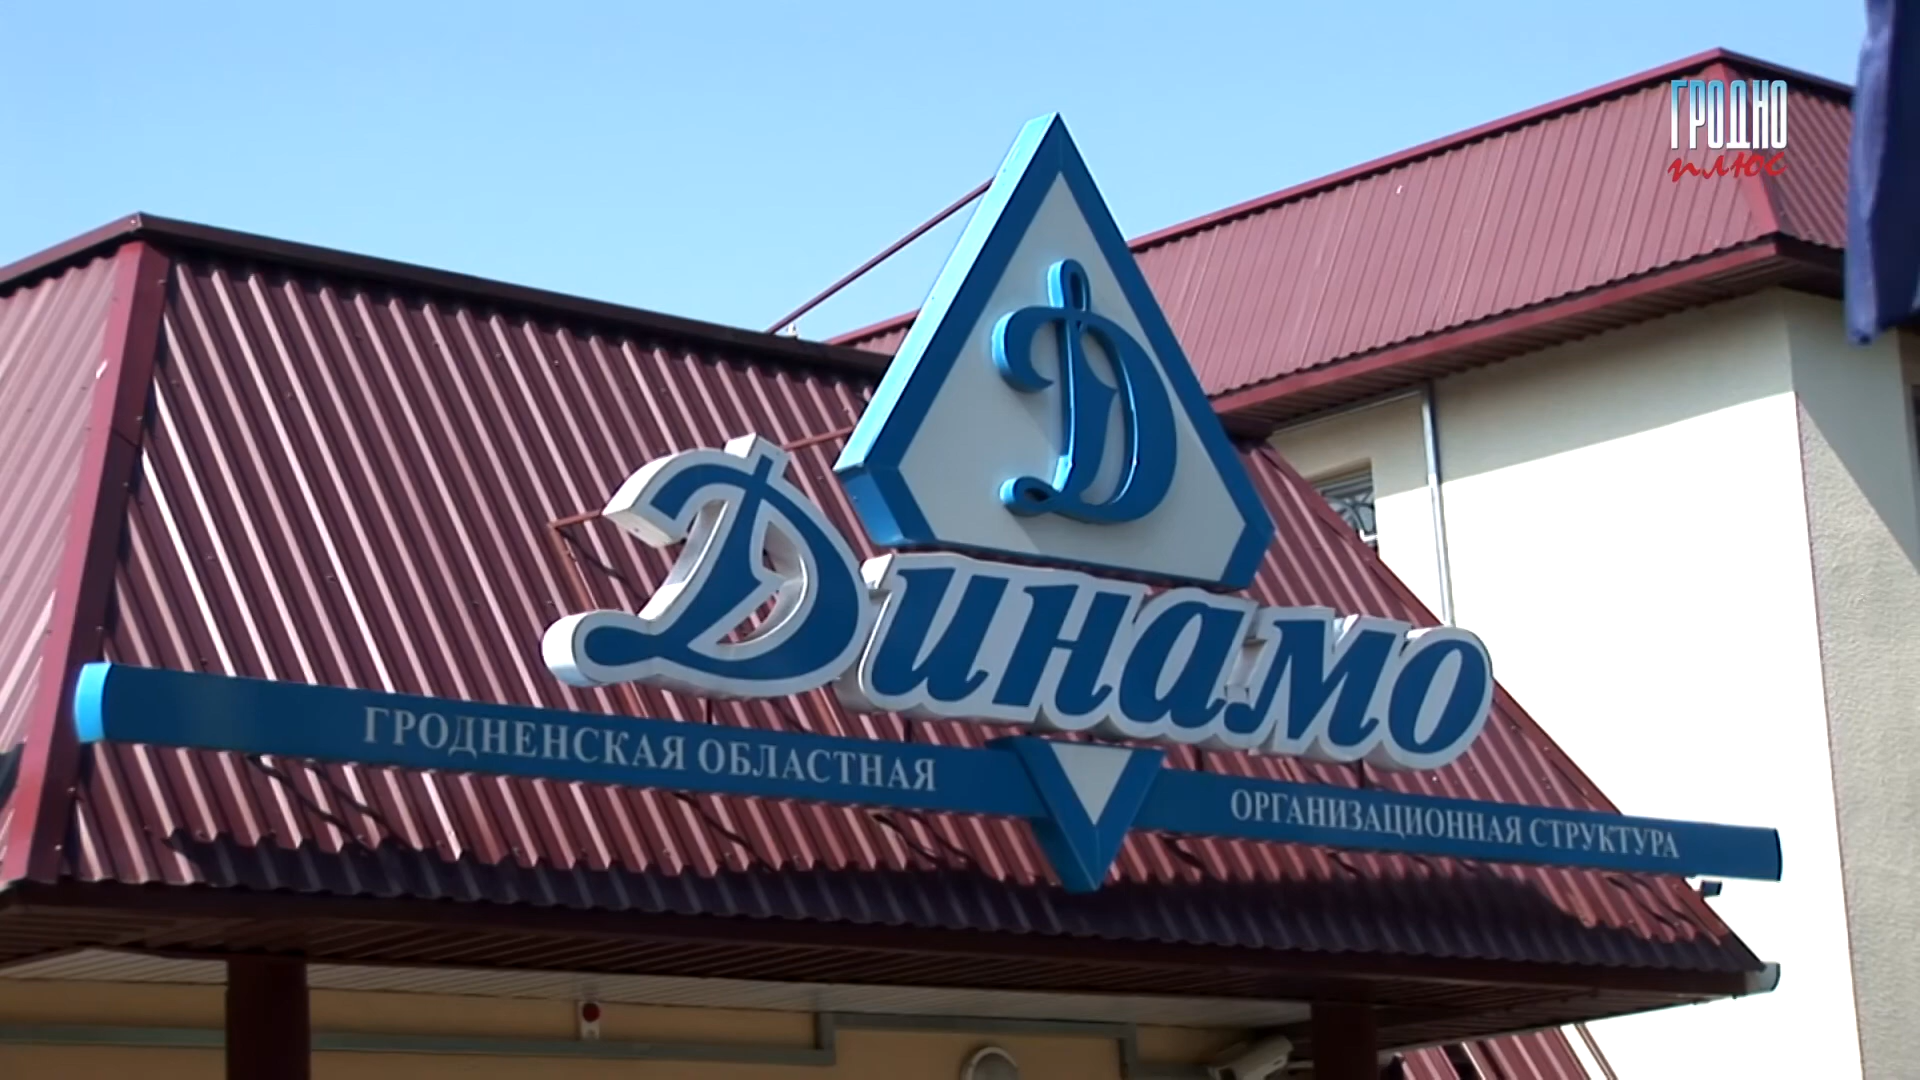 ГРОДНО
плюс
Д
Динамо
ГРОДНЕНСКАЯ ОБЛАСТНАЯ
ОРГАНИЗАЦИОННАЯ СТРУКТУРА